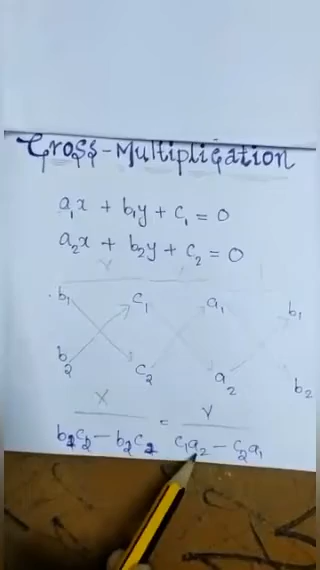 Cross-Multiplication
a₁x + b₁y + c₁ = 0
a₂x + b₂y + c₂ = 0
b₁ c₁ a₁ b₁
b₂ c₂ a₂ b₂
x = y
b₁c₂ - b₂c₁ c₁a₂ - c₂a₁